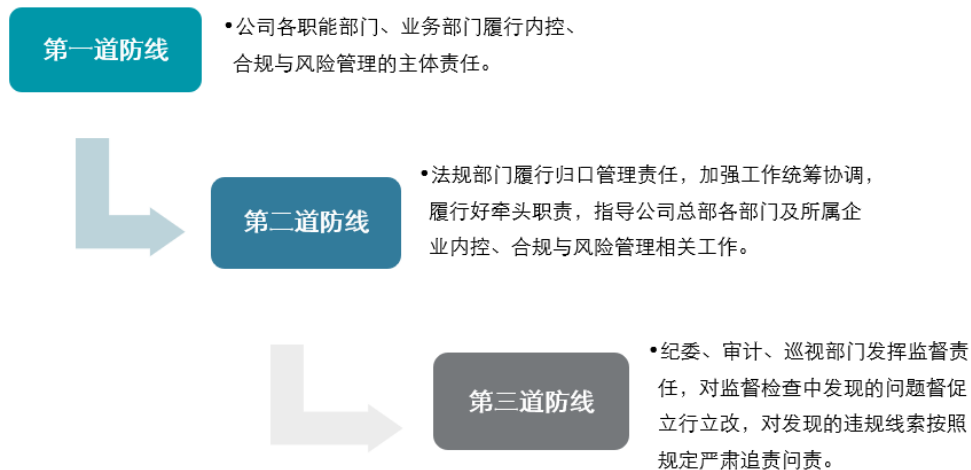 第一道防线
•公司各职能部门、业务部门履行内控、
合规与风险管理的主体责任。
第二道防线
•法规部门履行归口管理责任，加强工作统筹协调，
履行好牵头职责，指导公司总部各部门及所属企
业内控、合规与风险管理相关工作。
第三道防线
•纪委、审计、巡视部门发挥监督责
任，对监督检查中发现的问题督促
立行立改，对发现的违规线索按照
规定严肃追责问责。